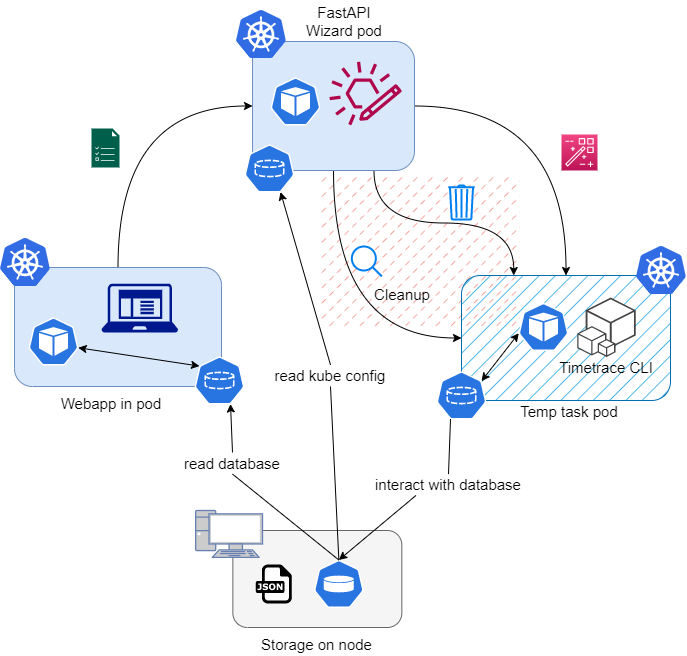 FastAPI
Wizard pod
Cleanup
Timetrace CLI
Temp task pod
Webapp in pod
read kube config
read database
interact with database
JSON
Storage on node